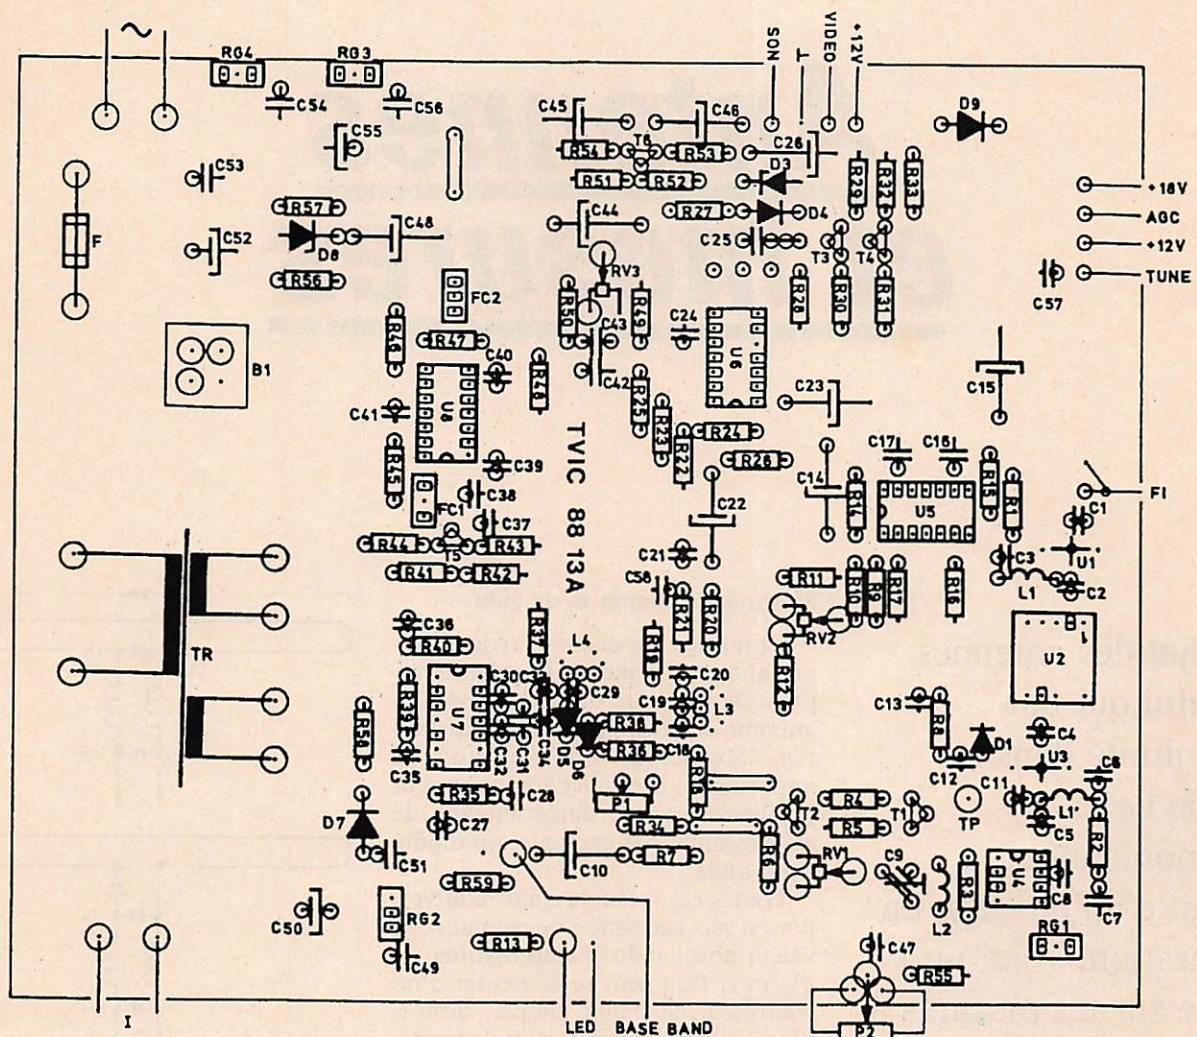 ~
RG4
RG3
SON
T
VIDEO
+12V
C54
C56
C45
C46
D9
C55
R54
T6
R53
C26
C53
R51
R52
D3
R29
R32
R33
+18V
R57
C48
C44
R27
D4
AGC
F
C52
D8
C25
T3
T4
+12V
R56
RV3
C57
TUNE
FC2
R50
R49
R28
R30
R31
R46
R47
C43
C24
U6
B1
C40
R48
C42
C15
C41
U8
R25
C23
R23
R24
R45
C39
TVIC 88 13A
R22
R26
C17
C16
FC1
C38
C14
R14
U5
R15
R1
FI
C37
C22
C1
R44
T5
R43
C21
C3
U1
R41
R42
C58
R11
L1
C2
R21
R20
R10
R9
R17
R16
C36
R37
L4
RV2
TR
R40
R19
U2
C30
C33
C29
C20
R12
R39
U7
C19
L3
C13
R58
R38
R8
C34
D5
D6
R36
C18
D1
C4
C35
C32
C31
C12
U3
C6
R35
C28
P1
R18
C11
L1'
D7
C27
R34
T2
R4
T1
TP
C5
R5
R2
C51
R7
R6
RV1
C9
R59
C10
R3
U4
C8
C7
C50
RG2
L2
RG1
R13
C47
C49
R55
I
LED
BASE BAND
P2